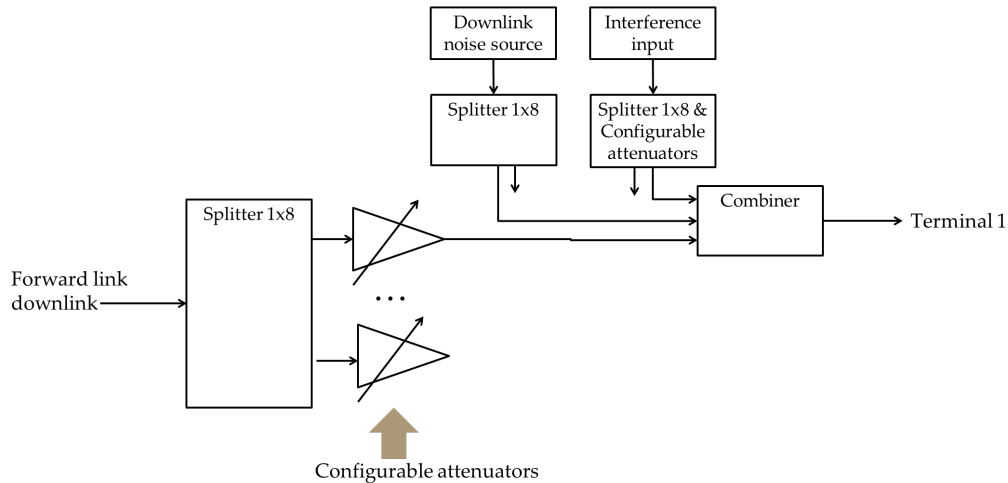 Downlink
noise source
Interference
input
Splitter 1x8
Splitter 1x8 &
Configurable
attenuators
Splitter 1x8
Combiner
Terminal 1
Forward link
downlink
...
Configurable attenuators